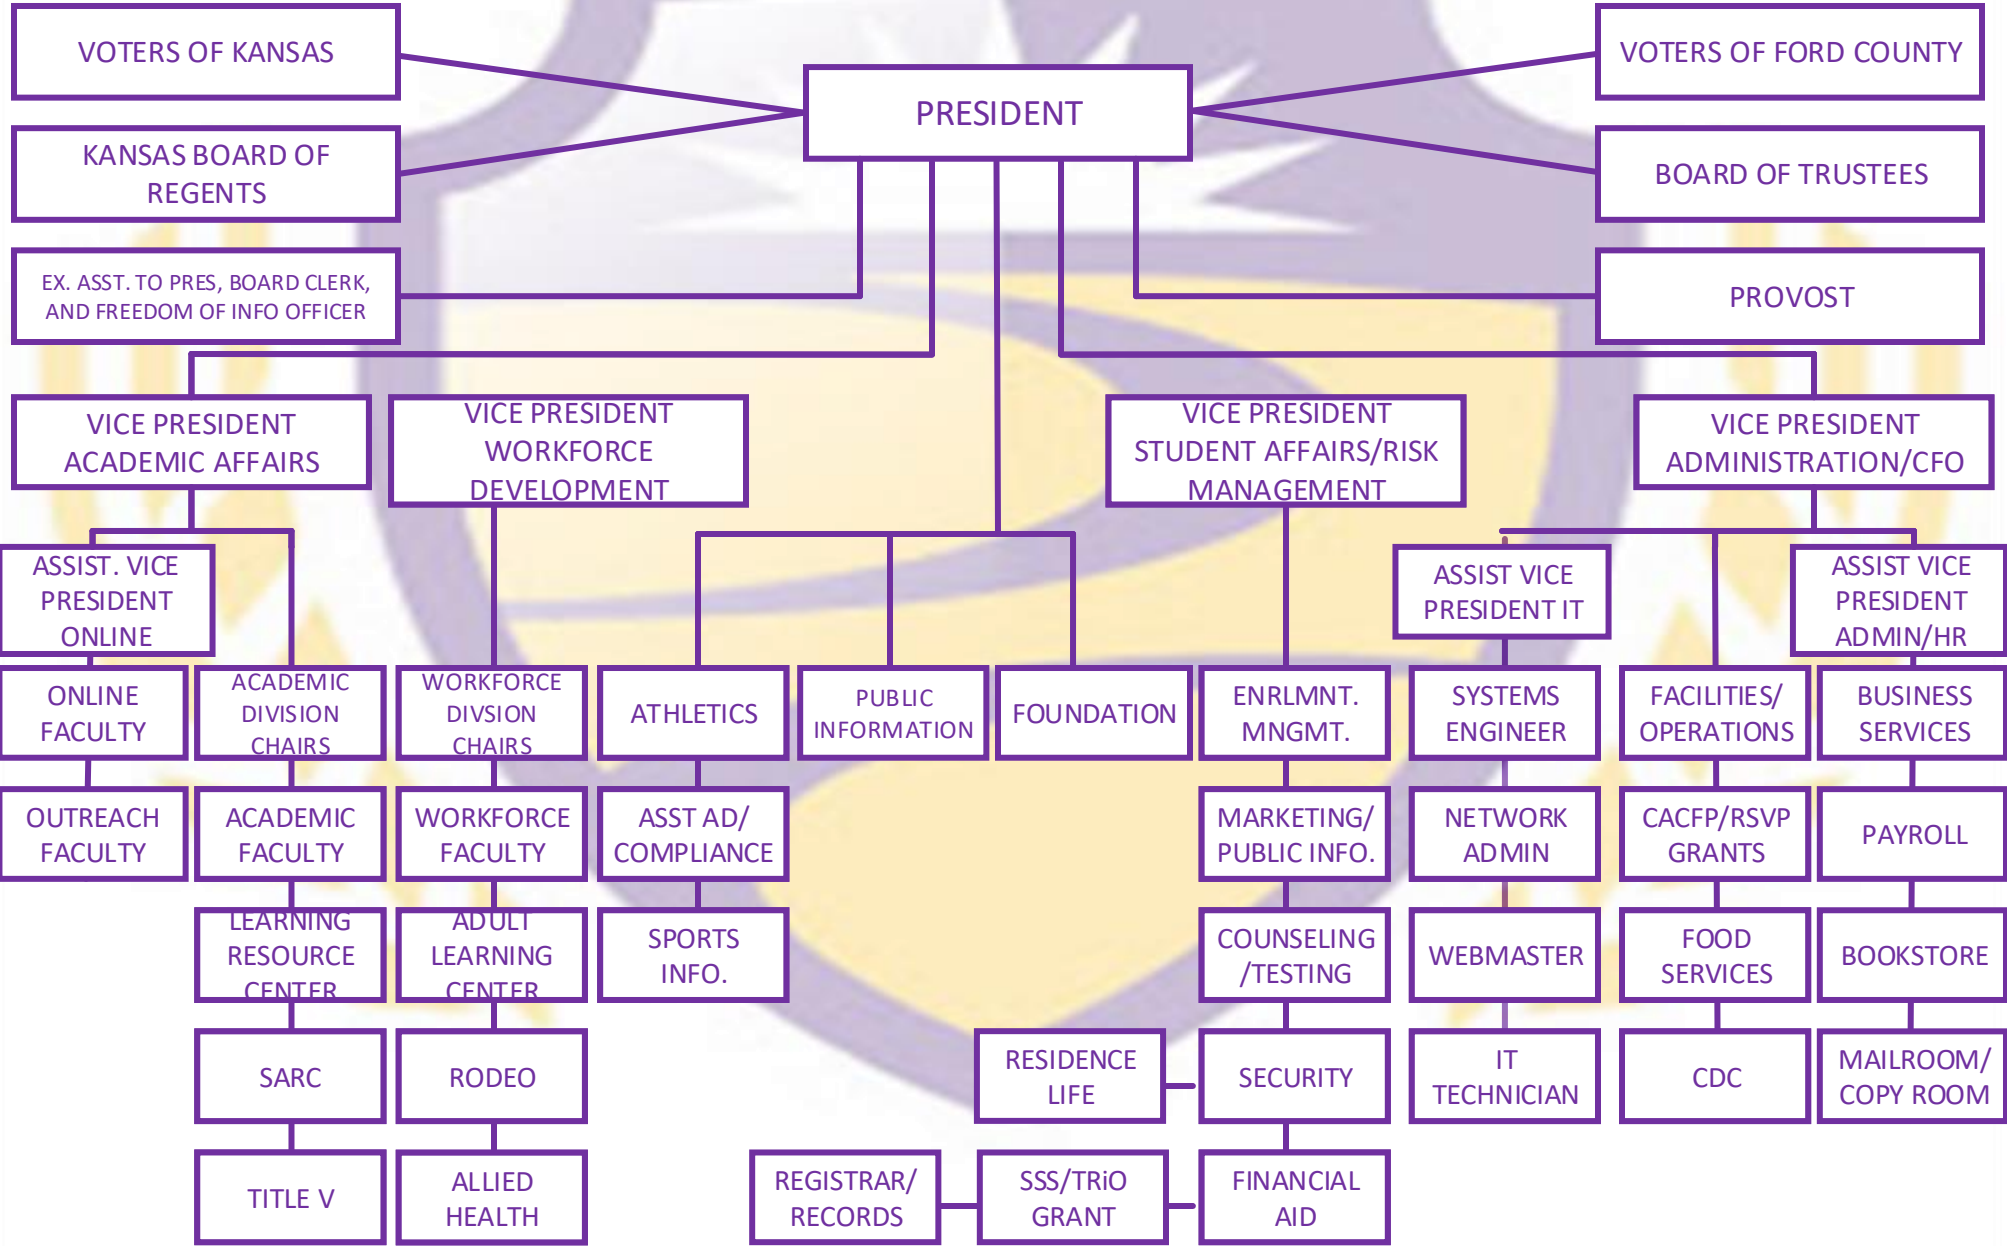 VOTERS OF KANSAS
PRESIDENT
VOTERS OF FORD COUNTY
KANSAS BOARD OF
REGENTS
BOARD OF TRUSTEES
EX. ASST. TO PRES, BOARD CLERK,
AND FREEDOM OF INFO OFFICER
PROVOST
VICE PRESIDENT
ACADEMIC AFFAIRS
VICE PRESIDENT
WORKFORCE
DEVELOPMENT
VICE PRESIDENT
STUDENT AFFAIRS/RISK
MANAGEMENT
VICE PRESIDENT
ADMINISTRATION/CFO
ASSIST. VICE
PRESIDENT
ONLINE
ASSIST VICE
PRESIDENT IT
ASSIST VICE
PRESIDENT
ADMIN/HR
ONLINE
FACULTY
ACADEMIC
DIVISION
CHAIRS
WORKFORCE
DIVSION
CHAIRS
ATHLETICS
PUBLIC
INFORMATION
FOUNDATION
ENRLMNT.
MNGMT.
SYSTEMS
ENGINEER
FACILITIES/
OPERATIONS
BUSINESS
SERVICES
OUTREACH
FACULTY
ACADEMIC
FACULTY
WORKFORCE
FACULTY
ASST AD/
COMPLIANCE
MARKETING/
PUBLIC INFO.
NETWORK
ADMIN
CACFP/RSVP
GRANTS
PAYROLL
LEARNING
RESOURCE
CENTER
ADULT
LEARNING
CENTER
SPORTS
INFO.
COUNSELING
/TESTING
WEBMASTER
FOOD
SERVICES
BOOKSTORE
SARC
RODEO
RESIDENCE
LIFE
SECURITY
IT
TECHNICIAN
CDC
MAILROOM/
COPY ROOM
TITLE V
ALLIED
HEALTH
REGISTRAR/
RECORDS
SSS/TRiO
GRANT
FINANCIAL
AID